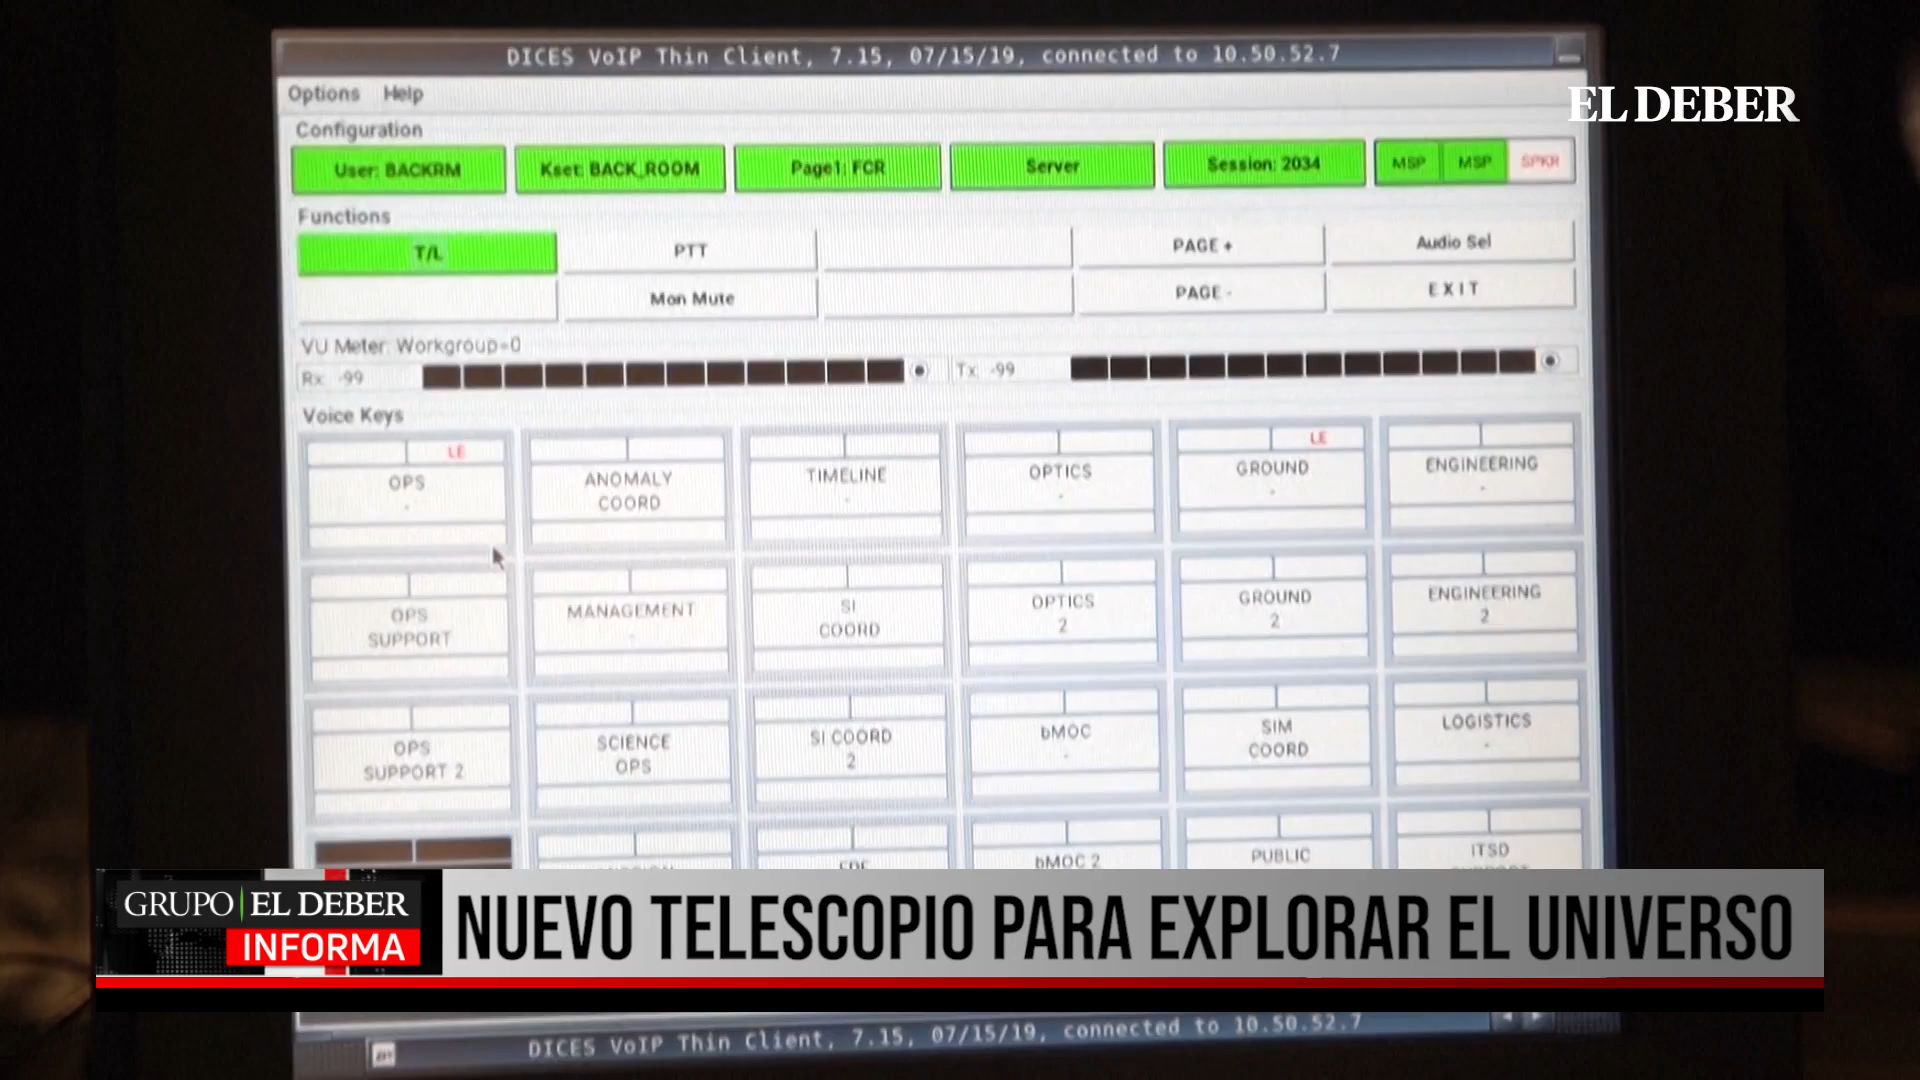 DICES VoIP Thin Client, 7.15, 07/15/19, connected to 10.50.52.7
Options Help
EL DEBER
Configuration
User: BACKRM Kset: BACK_ROOM Page1: FCR Server Session: 2034 MSP MSP SPKR
Functions
T/L PTT PAGE + Audio Sel
Mon Mute PAGE - EXIT
VU Meter: Workgroup=0
Rx -99 Tx -99
Voice Keys
LE LE
OPS ANOMALY COORD TIMELINE - OPTICS - GROUND - ENGINEERING -
OPS SUPPORT MANAGEMENT - SI COORD OPTICS 2 GROUND 2 ENGINEERING 2
OPS SUPPORT 2 SCIENCE OPS SI COORD 2 bMOC - SIM COORD LOGISTICS -
bMOC 2 PUBLIC ITSD
GRUPO EL DEBER
INFORMA
NUEVO TELESCOPIO PARA EXPLORAR EL UNIVERSO
DICES VoIP Thin Client, 7.15, 07/15/19, connected to 10.50.52.7